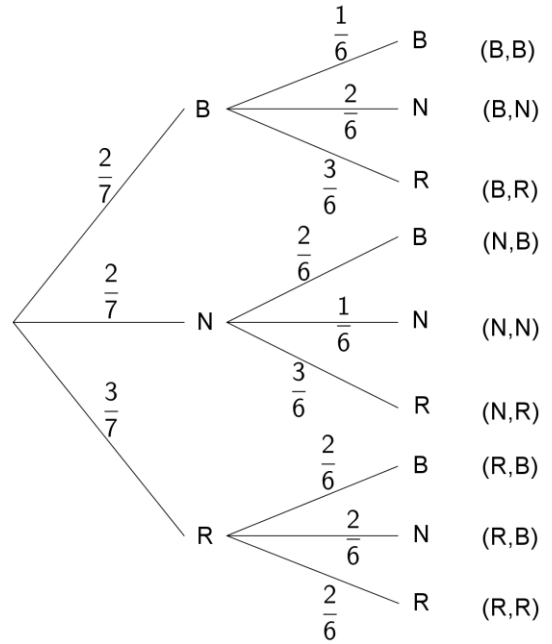 1/6 B (B,B)
2/6 B N (B,N)
2/7 3/6 R (B,R)
2/6 B (N,B)
2/7 N 1/6 N (N,N)
3/7 3/6 R (N,R)
2/6 B (R,B)
R 2/6 N (R,B)
2/6 R (R,R)